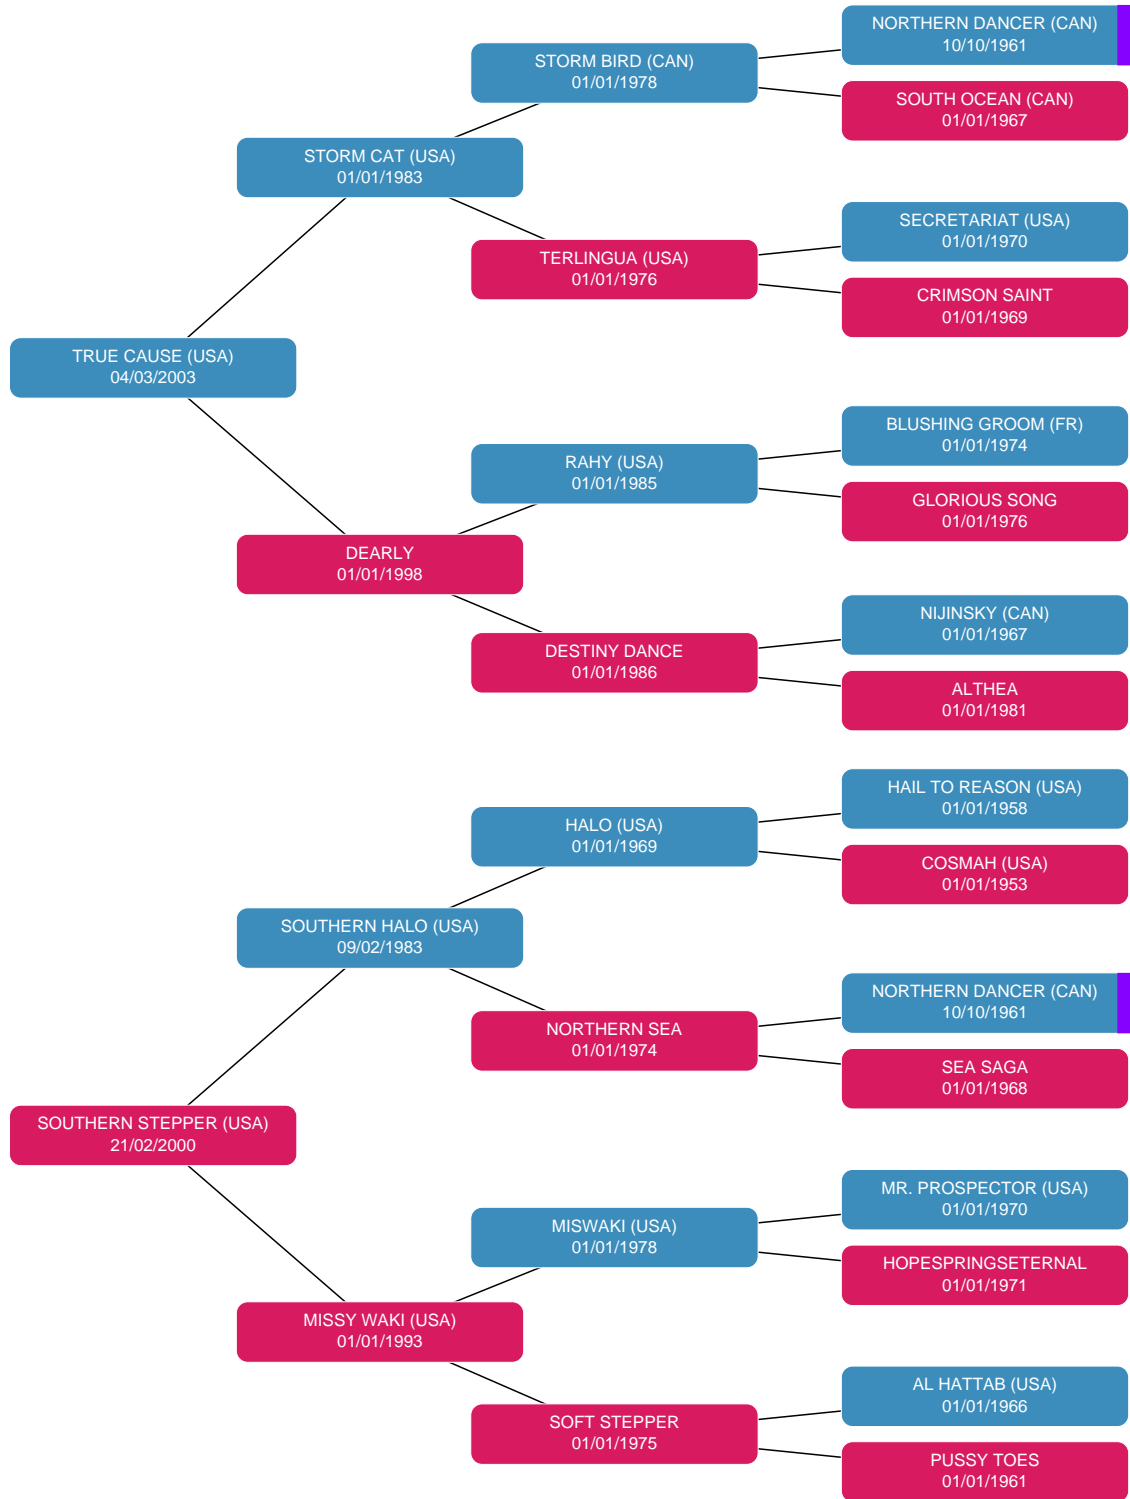 NORTHERN DANCER (CAN)
10/10/1961
STORM BIRD (CAN)
01/01/1978
SOUTH OCEAN (CAN)
01/01/1967
STORM CAT (USA)
01/01/1983
SECRETARIAT (USA)
01/01/1970
TERLINGUA (USA)
01/01/1976
CRIMSON SAINT
01/01/1969
TRUE CAUSE (USA)
04/03/2003
BLUSHING GROOM (FR)
01/01/1974
RAHY (USA)
01/01/1985
GLORIOUS SONG
01/01/1976
DEARLY
01/01/1998
NIJINSKY (CAN)
01/01/1967
DESTINY DANCE
01/01/1986
ALTHEA
01/01/1981
HAIL TO REASON (USA)
01/01/1958
HALO (USA)
01/01/1969
COSMAH (USA)
01/01/1953
SOUTHERN HALO (USA)
09/02/1983
NORTHERN DANCER (CAN)
10/10/1961
NORTHERN SEA
01/01/1974
SEA SAGA
01/01/1968
SOUTHERN STEPPER (USA)
21/02/2000
MR. PROSPECTOR (USA)
01/01/1970
MISWAKI (USA)
01/01/1978
HOPESPRINGSETERNAL
01/01/1971
MISSY WAKI (USA)
01/01/1993
AL HATTAB (USA)
01/01/1966
SOFT STEPPER
01/01/1975
PUSSY TOES
01/01/1961